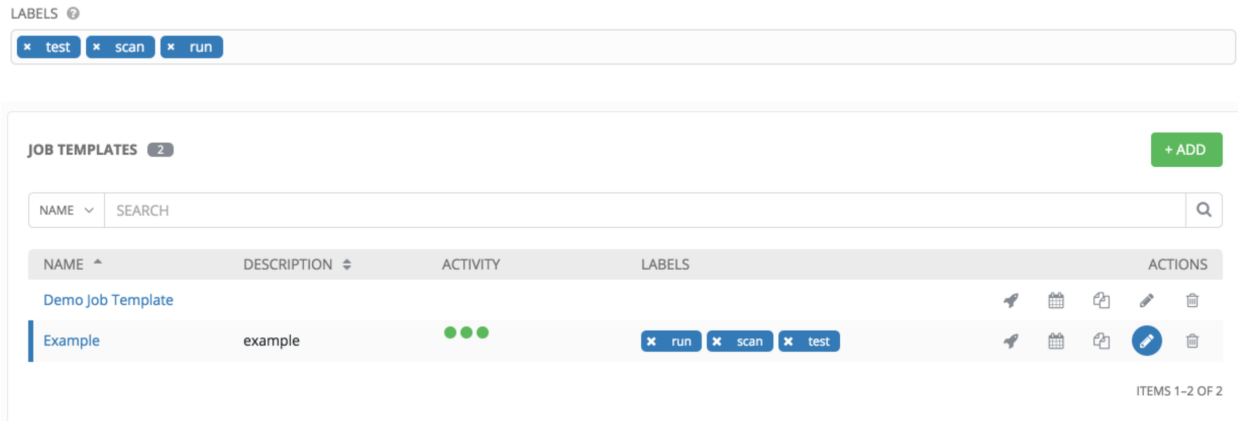 LABELS ?
× test × scan × run
JOB TEMPLATES 2
+ ADD
NAME SEARCH
NAME DESCRIPTION ACTIVITY LABELS ACTIONS
Demo Job Template
Example example × run × scan × test
ITEMS 1–2 OF 2